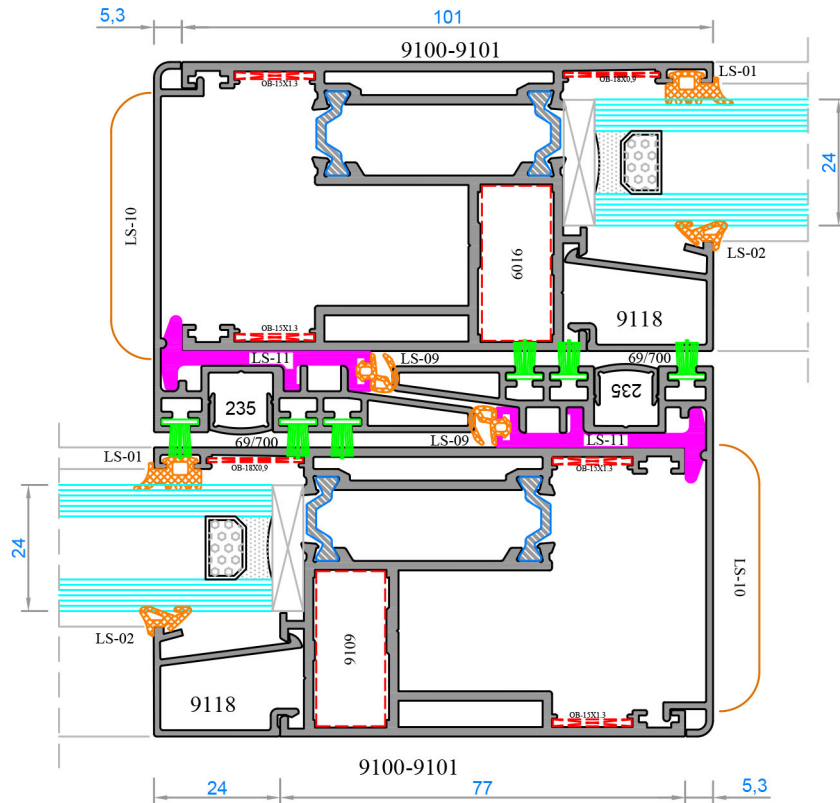 5,3
101
9100-9101
OB-15X1.3
OB-18X0,9
LS-01
24
LS-10
9109
LS-02
9118
OB-15X1.3
LS-11
LS-09
69/700
235
235
69/700
LS-09
LS-11
LS-01
OB-18X0,9
OB-15X1.3
24
LS-10
LS-02
9109
9118
OB-15X1.3
9100-9101
24
77
5,3